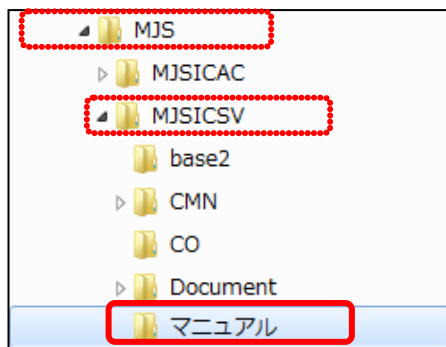 MJS
MJSICAC
MJSICSV
base2
CMN
CO
Document
マニュアル